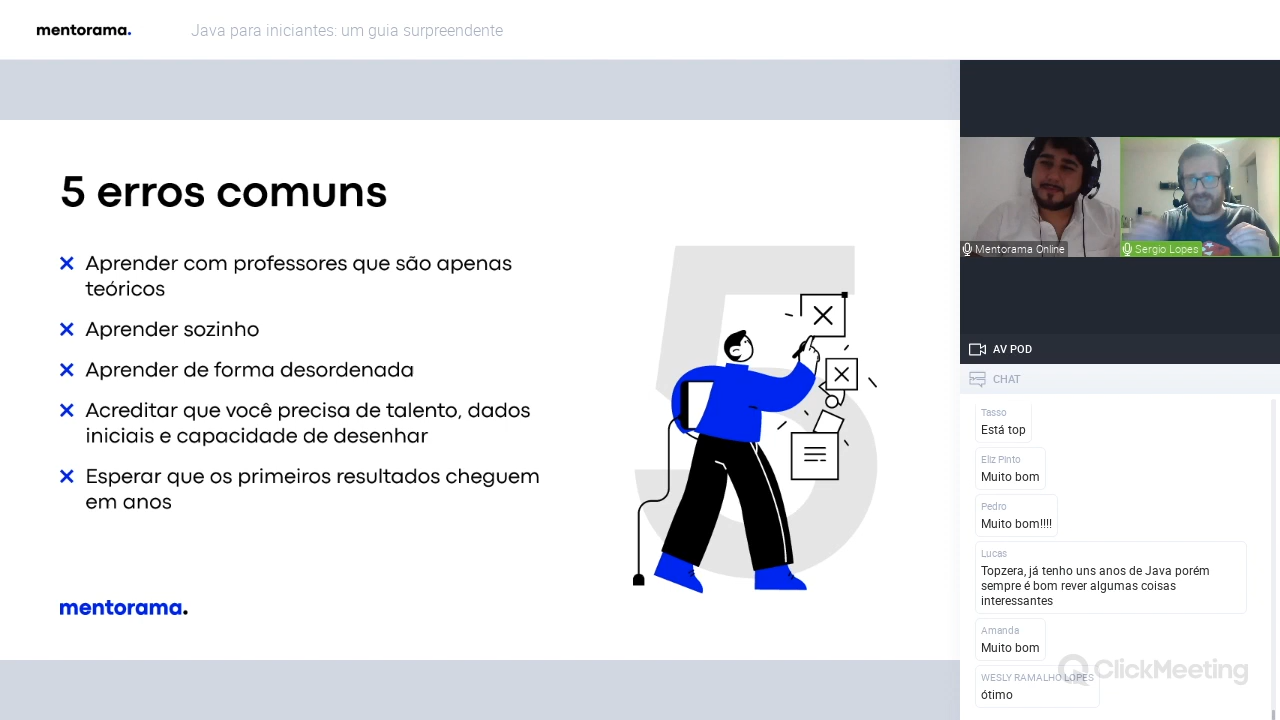 mentorama.
Java para iniciantes: um guia surpreendente
5 erros comuns
Aprender com professores que são apenas
teóricos
Aprender sozinho
Aprender de forma desordenada
Acreditar que você precisa de talento, dados
iniciais e capacidade de desenhar
Esperar que os primeiros resultados cheguem
em anos
mentorama.
Mentorama Online
Sergio Lopes
AV POD
CHAT
Tasso
Está top
Eliz Pinto
Muito bom
Pedro
Muito bom!!!!
Lucas
Topzera, já tenho uns anos de Java porém
sempre é bom rever algumas coisas
interessantes
Amanda
Muito bom
WESLY RAMALHO LOPES
ótimo
ClickMeeting